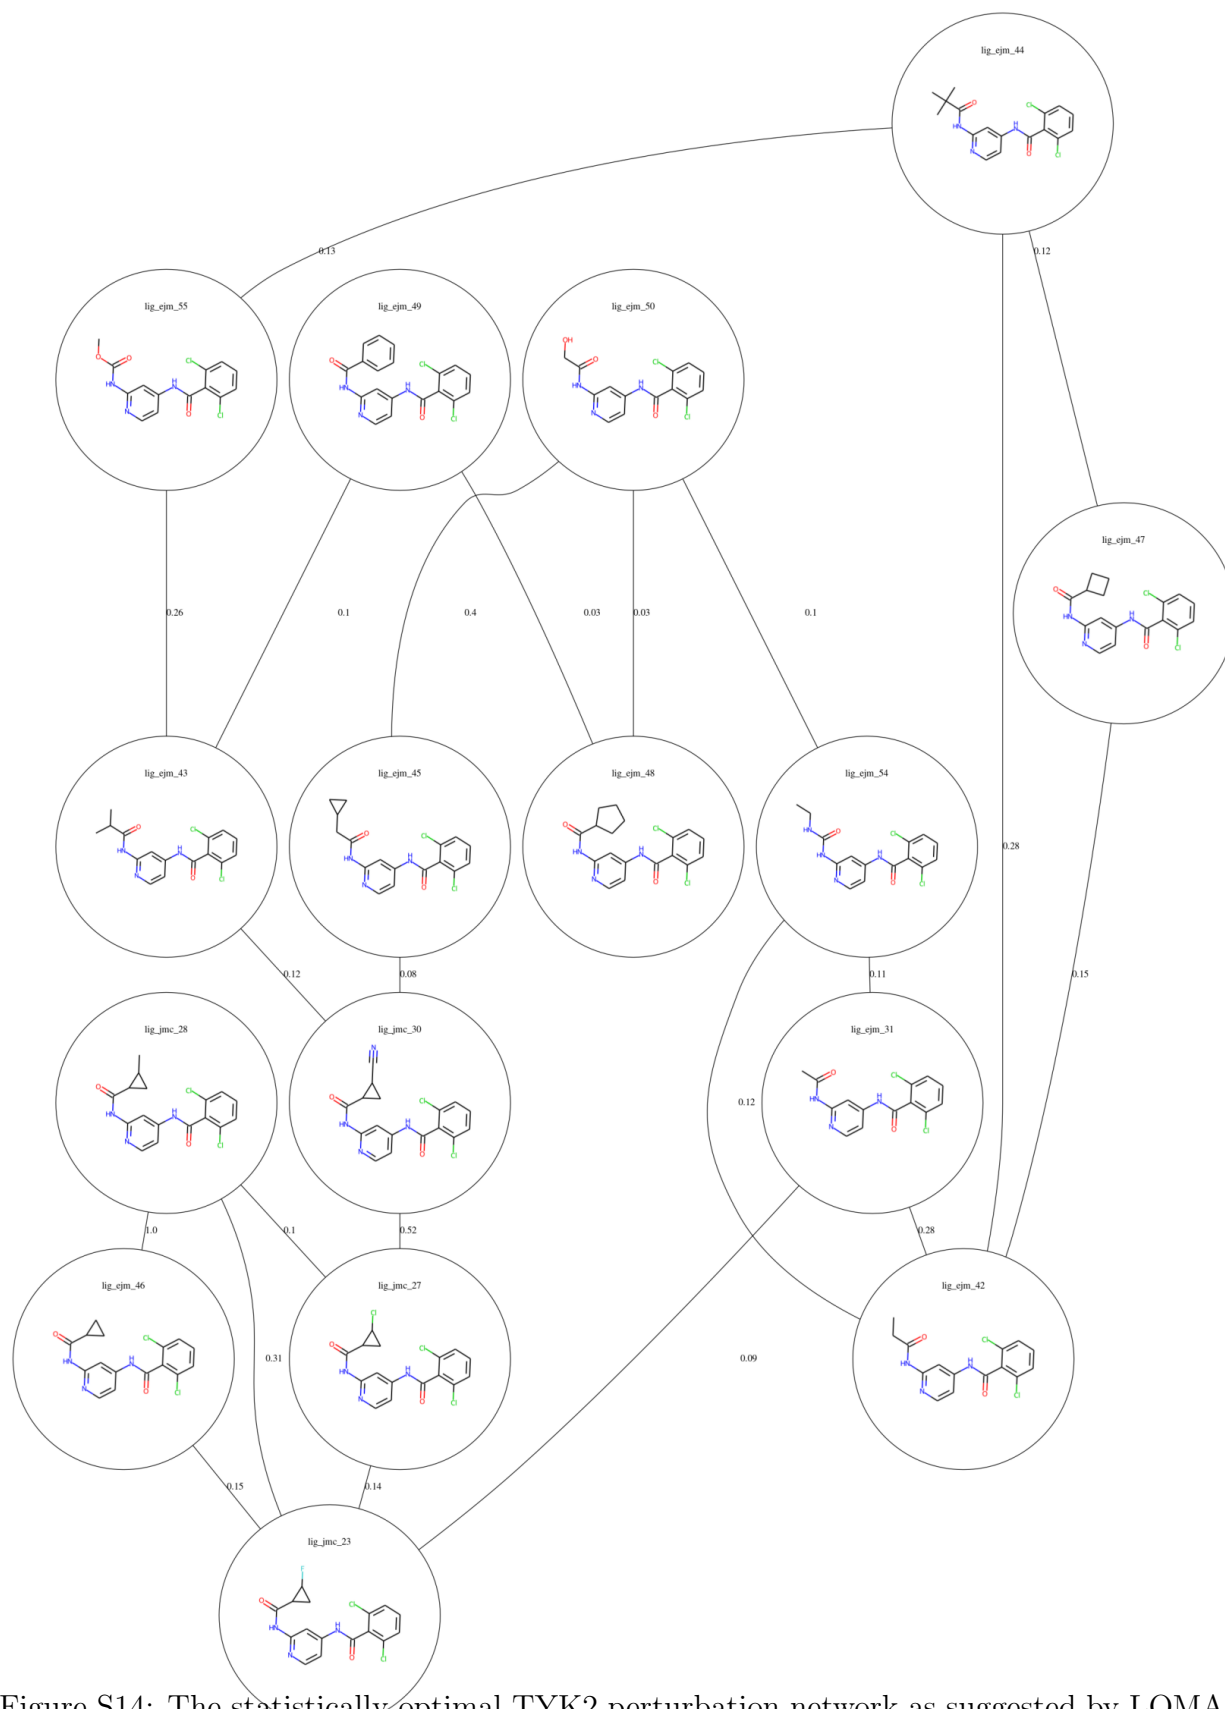 lig_ejm_44
0.13
0.12
lig_ejm_55
lig_ejm_49
lig_ejm_50
lig_ejm_47
0.26
0.1
0.4
0.03
0.03
0.1
lig_ejm_43
lig_ejm_45
lig_ejm_48
lig_ejm_54
0.28
0.12
0.08
0.11
0.15
lig_jmc_28
lig_jmc_30
lig_ejm_31
0.12
1.0
0.1
0.52
0.28
lig_ejm_46
lig_jmc_27
lig_ejm_42
0.31
0.09
0.15
0.14
lig_jmc_23
Figure S14: The statistically optimal TYK2 perturbation network as suggested by LOMA